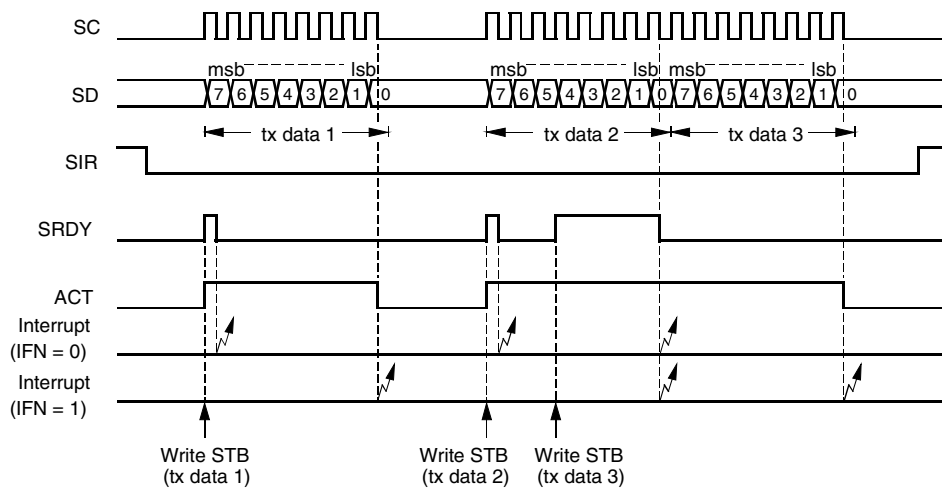 SC
msb lsb msb lsb
SD 7 6 5 4 3 2 1 0 7 6 5 4 3 2 1 0 7 6 5 4 3 2 1 0
tx data 1 tx data 2 tx data 3
SIR
SRDY
ACT
Interrupt
(IFN = 0)
Interrupt
(IFN = 1)
Write STB Write STB Write STB
(tx data 1) (tx data 2) (tx data 3)